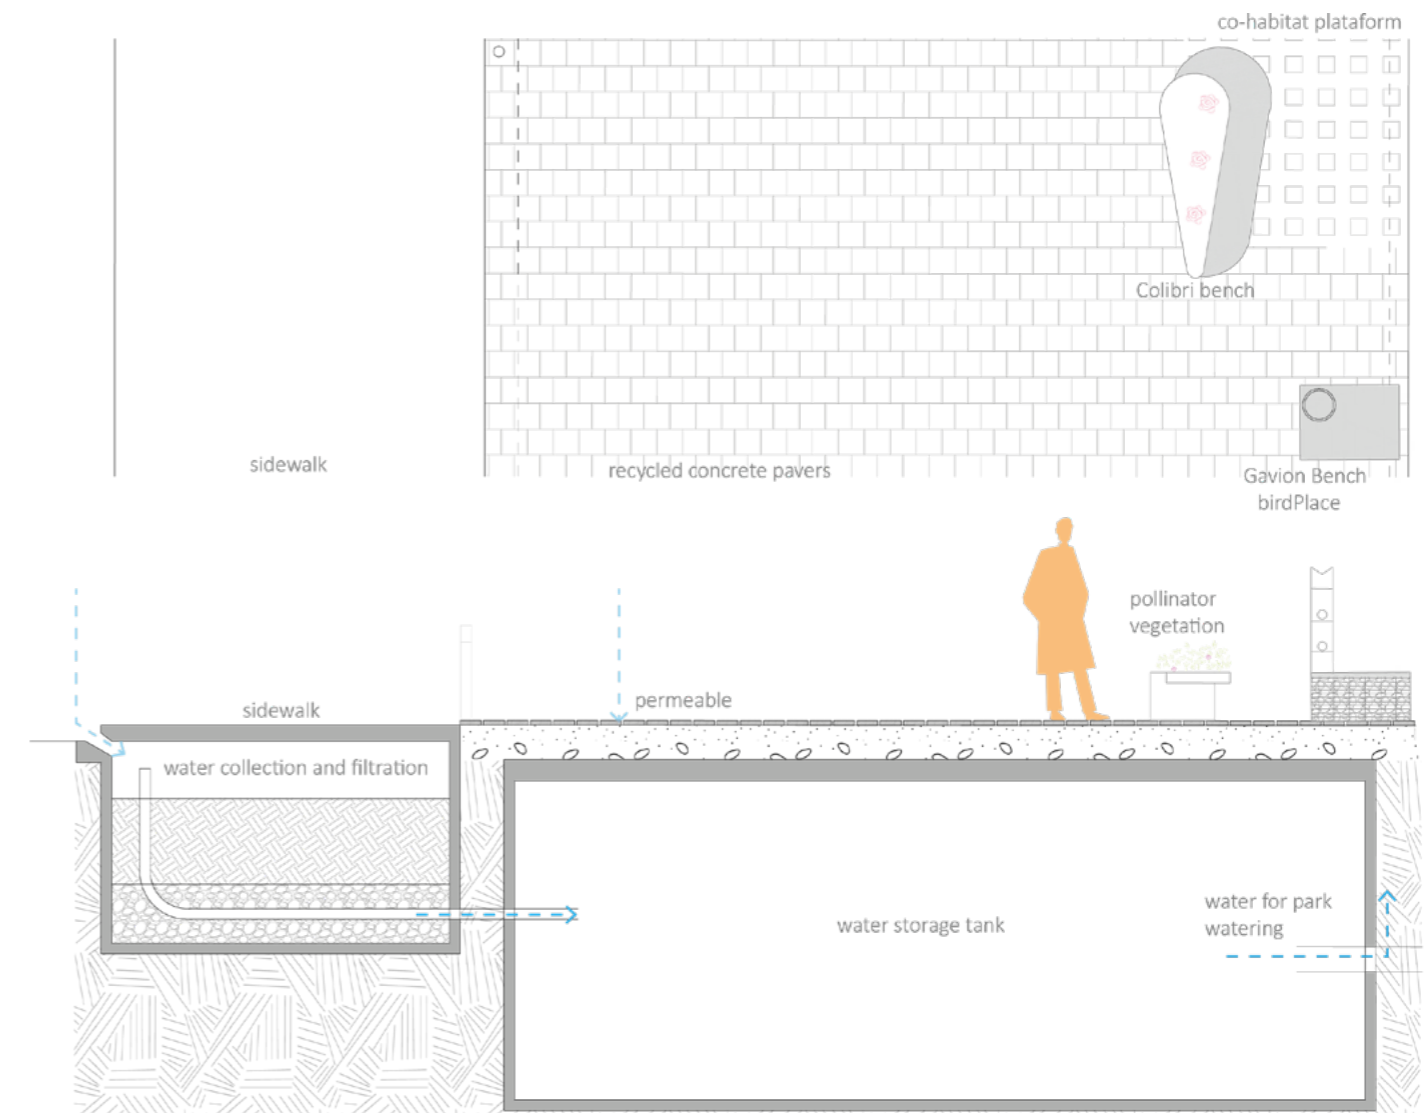 co-habitat plataform
Colibri bench
sidewalk
recycled concrete pavers
Gavion Bench
birdPlace
pollinator
vegetation
permeable
sidewalk
water collection and filtration
water for park
watering
water storage tank